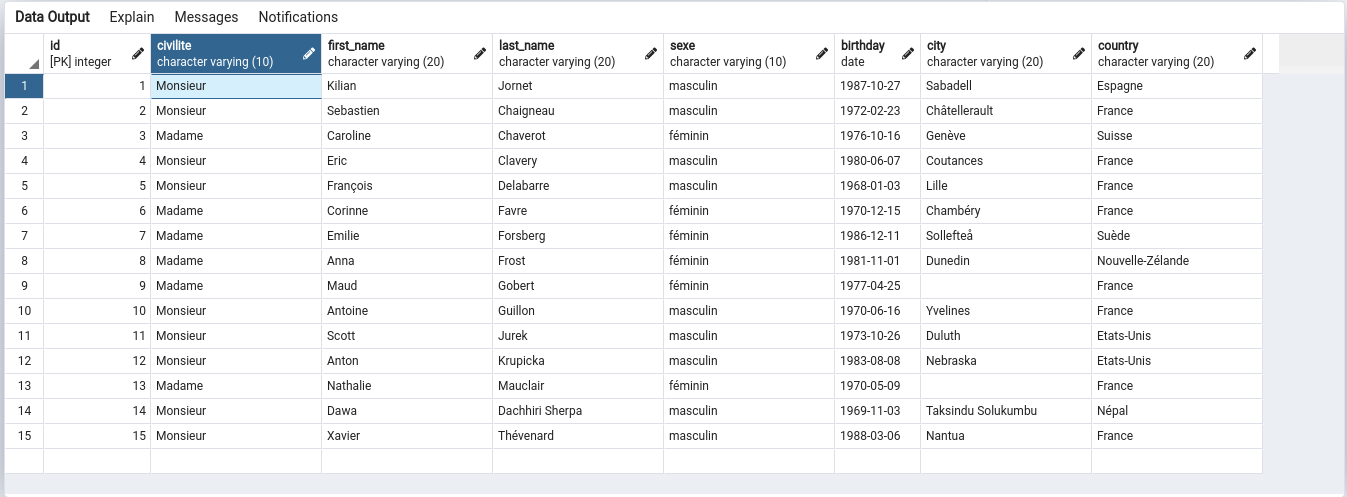 Data Output Explain Messages Notifications
id civilite first_name last_name sexe birthday city country
[PK] integer character varying (10) character varying (20) character varying (20) character varying (10) date character varying (20) character varying (20)
1 1 Monsieur Kilian Jornet masculin 1987-10-27 Sabadell Espagne
2 2 Monsieur Sebastien Chaigneau masculin 1972-02-23 Châtellerault France
3 3 Madame Caroline Chaverot féminin 1976-10-16 Genève Suisse
4 4 Monsieur Eric Clavery masculin 1980-06-07 Coutances France
5 5 Monsieur François Delabarre masculin 1968-01-03 Lille France
6 6 Madame Corinne Favre féminin 1970-12-15 Chambéry France
7 7 Madame Emilie Forsberg féminin 1986-12-11 Sollefteå Suède
8 8 Madame Anna Frost féminin 1981-11-01 Dunedin Nouvelle-Zélande
9 9 Madame Maud Gobert féminin 1977-04-25 France
10 10 Monsieur Antoine Guillon masculin 1970-06-16 Yvelines France
11 11 Monsieur Scott Jurek masculin 1973-10-26 Duluth Etats-Unis
12 12 Monsieur Anton Krupicka masculin 1983-08-08 Nebraska Etats-Unis
13 13 Madame Nathalie Mauclair féminin 1970-05-09 France
14 14 Monsieur Dawa Dachhiri Sherpa masculin 1969-11-03 Taksindu Solukumbu Népal
15 15 Monsieur Xavier Thévenard masculin 1988-03-06 Nantua France